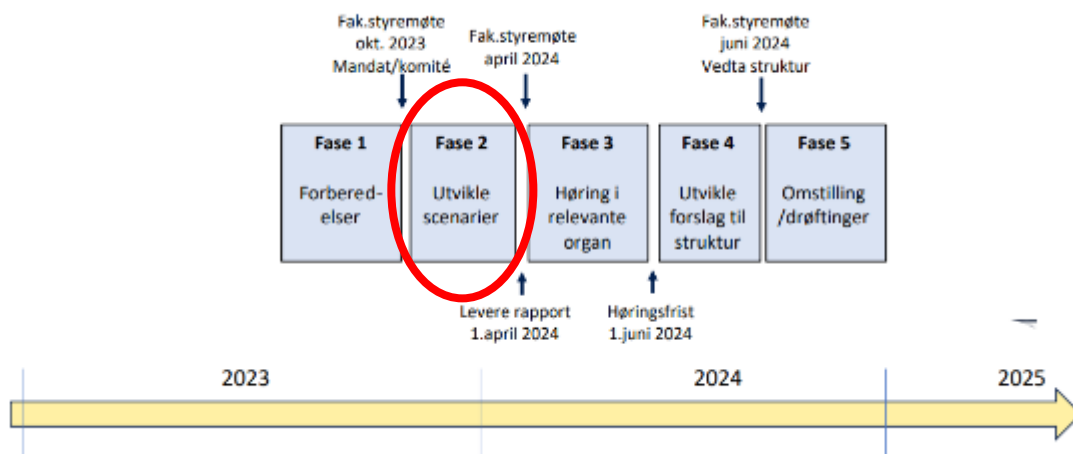 Fak.styremøte
okt. 2023
Mandat/komité
Fak.styremøte
april 2024
Fak.styremøte
juni 2024
Vedta struktur
Fase 1
Forbered-
elser
Fase 2
Utvikle
scenarier
Fase 3
Høring i
relevante
organ
Fase 4
Utvikle
forslag til
struktur
Fase 5
Omstilling
/drøftinger
Levere rapport
1.april 2024
Høringsfrist
1.juni 2024
2023
2024
2025